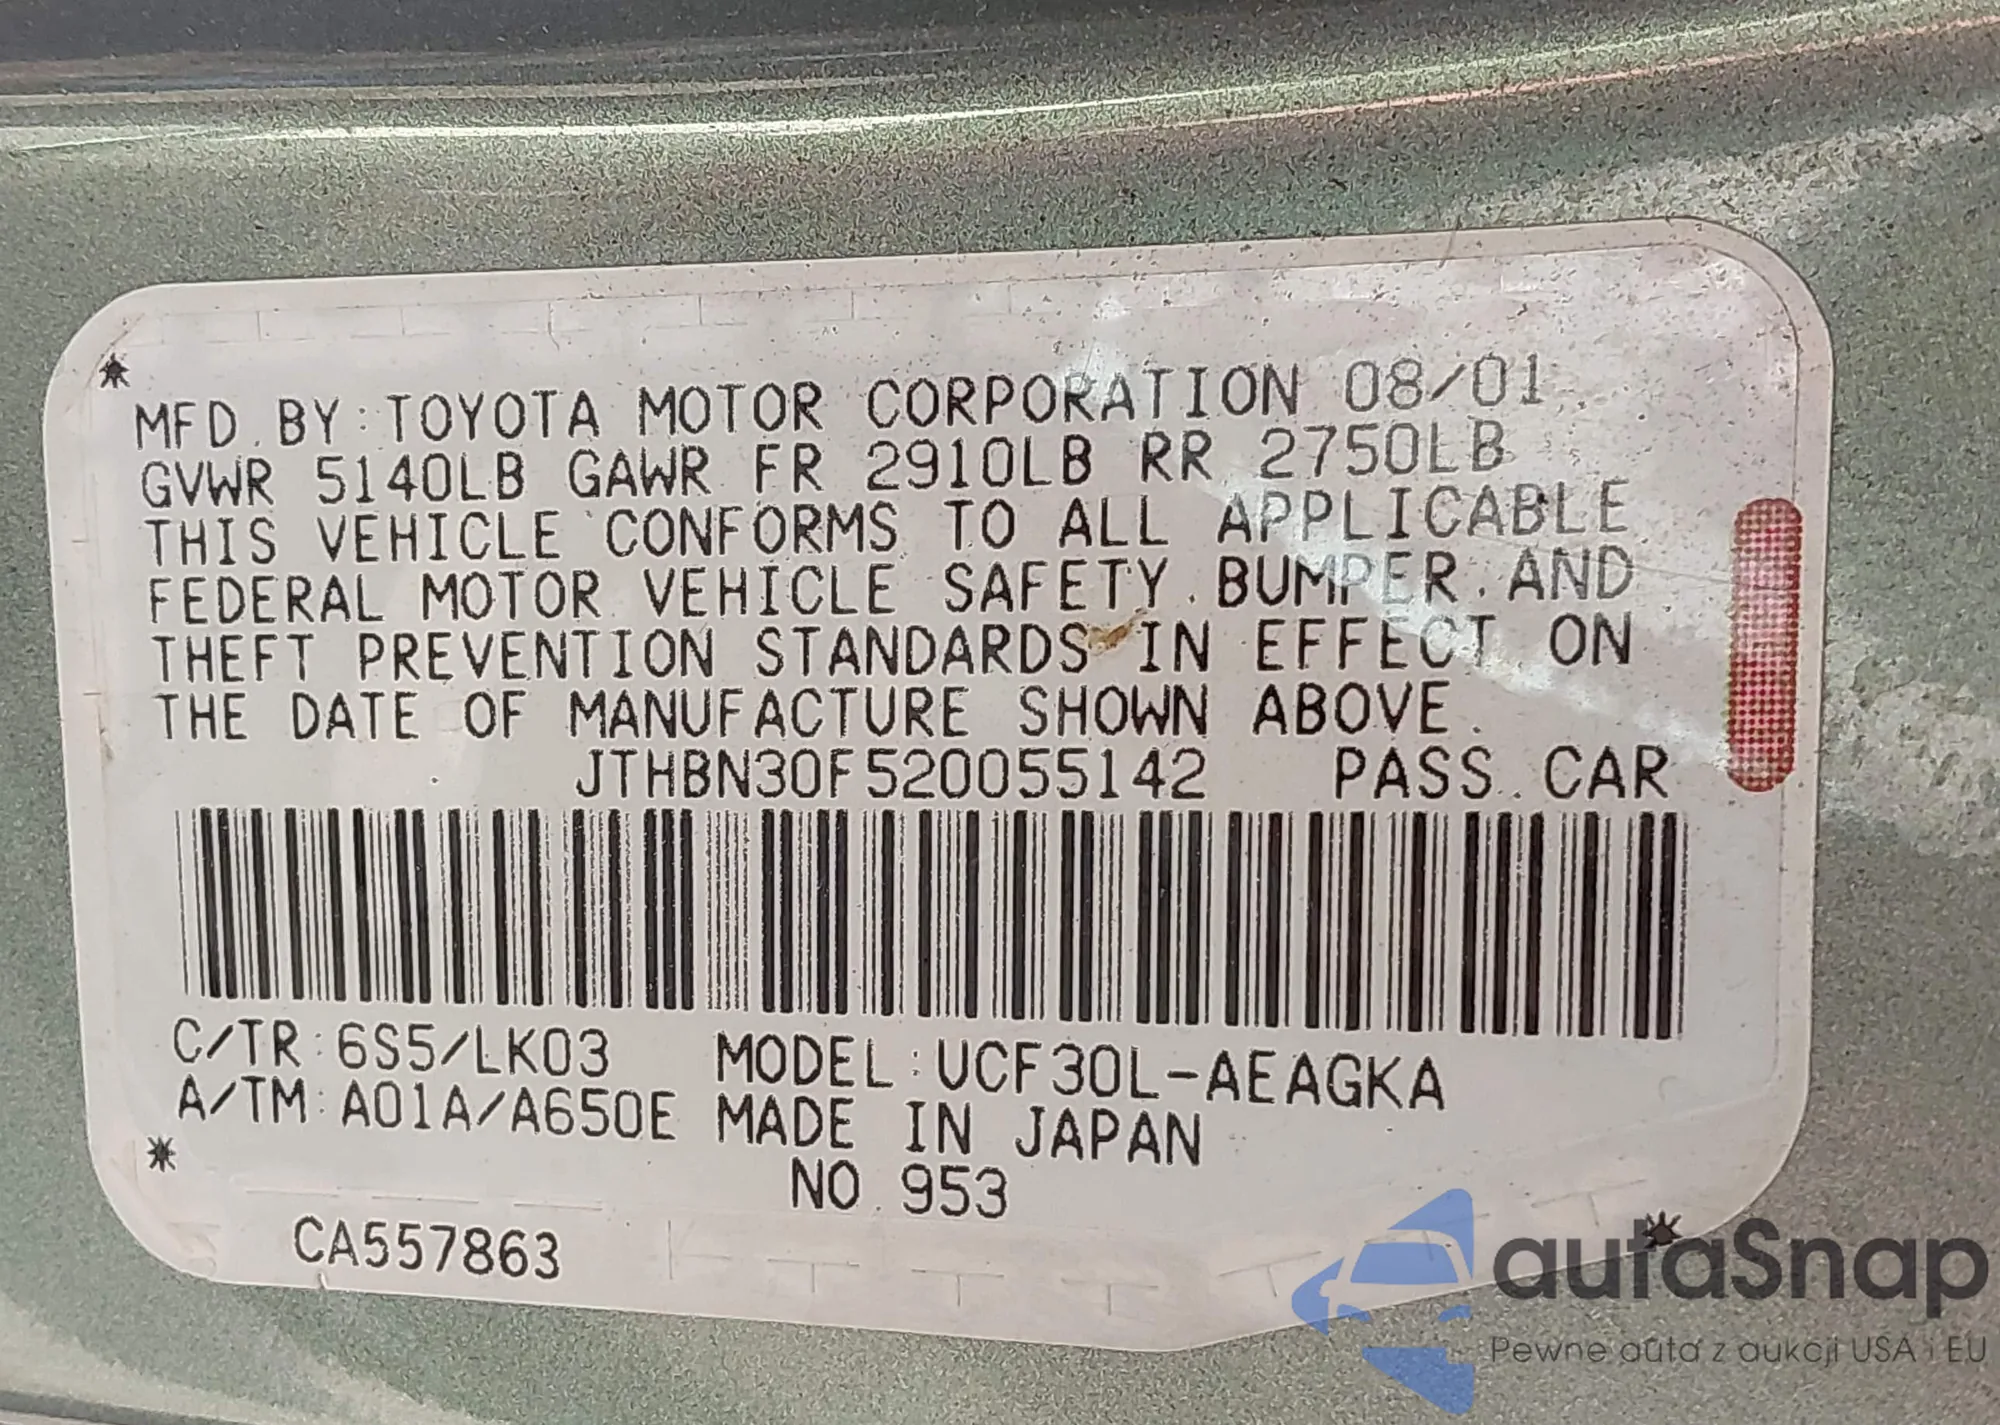 MFD. BY: TOYOTA MOTOR CORPORATION 08/01
GVWR 5140LB GAWR FR 2910LB RR 2750LB
THIS VEHICLE CONFORMS TO ALL APPLICABLE
FEDERAL MOTOR VEHICLE SAFETY. BUMPER. AND
THEFT PREVENTION STANDARDS IN EFFECT ON
THE DATE OF MANUFACTURE SHOWN ABOVE.
JTHBN30F520055142 PASS. CAR
C/TR: 6S5/LK03 MODEL: UCF30L-AEAGKA
A/TM: A01A/A650E MADE IN JAPAN
NO. 953
CA557863
autaSnap
Pewne auta z aukcji USA i EU